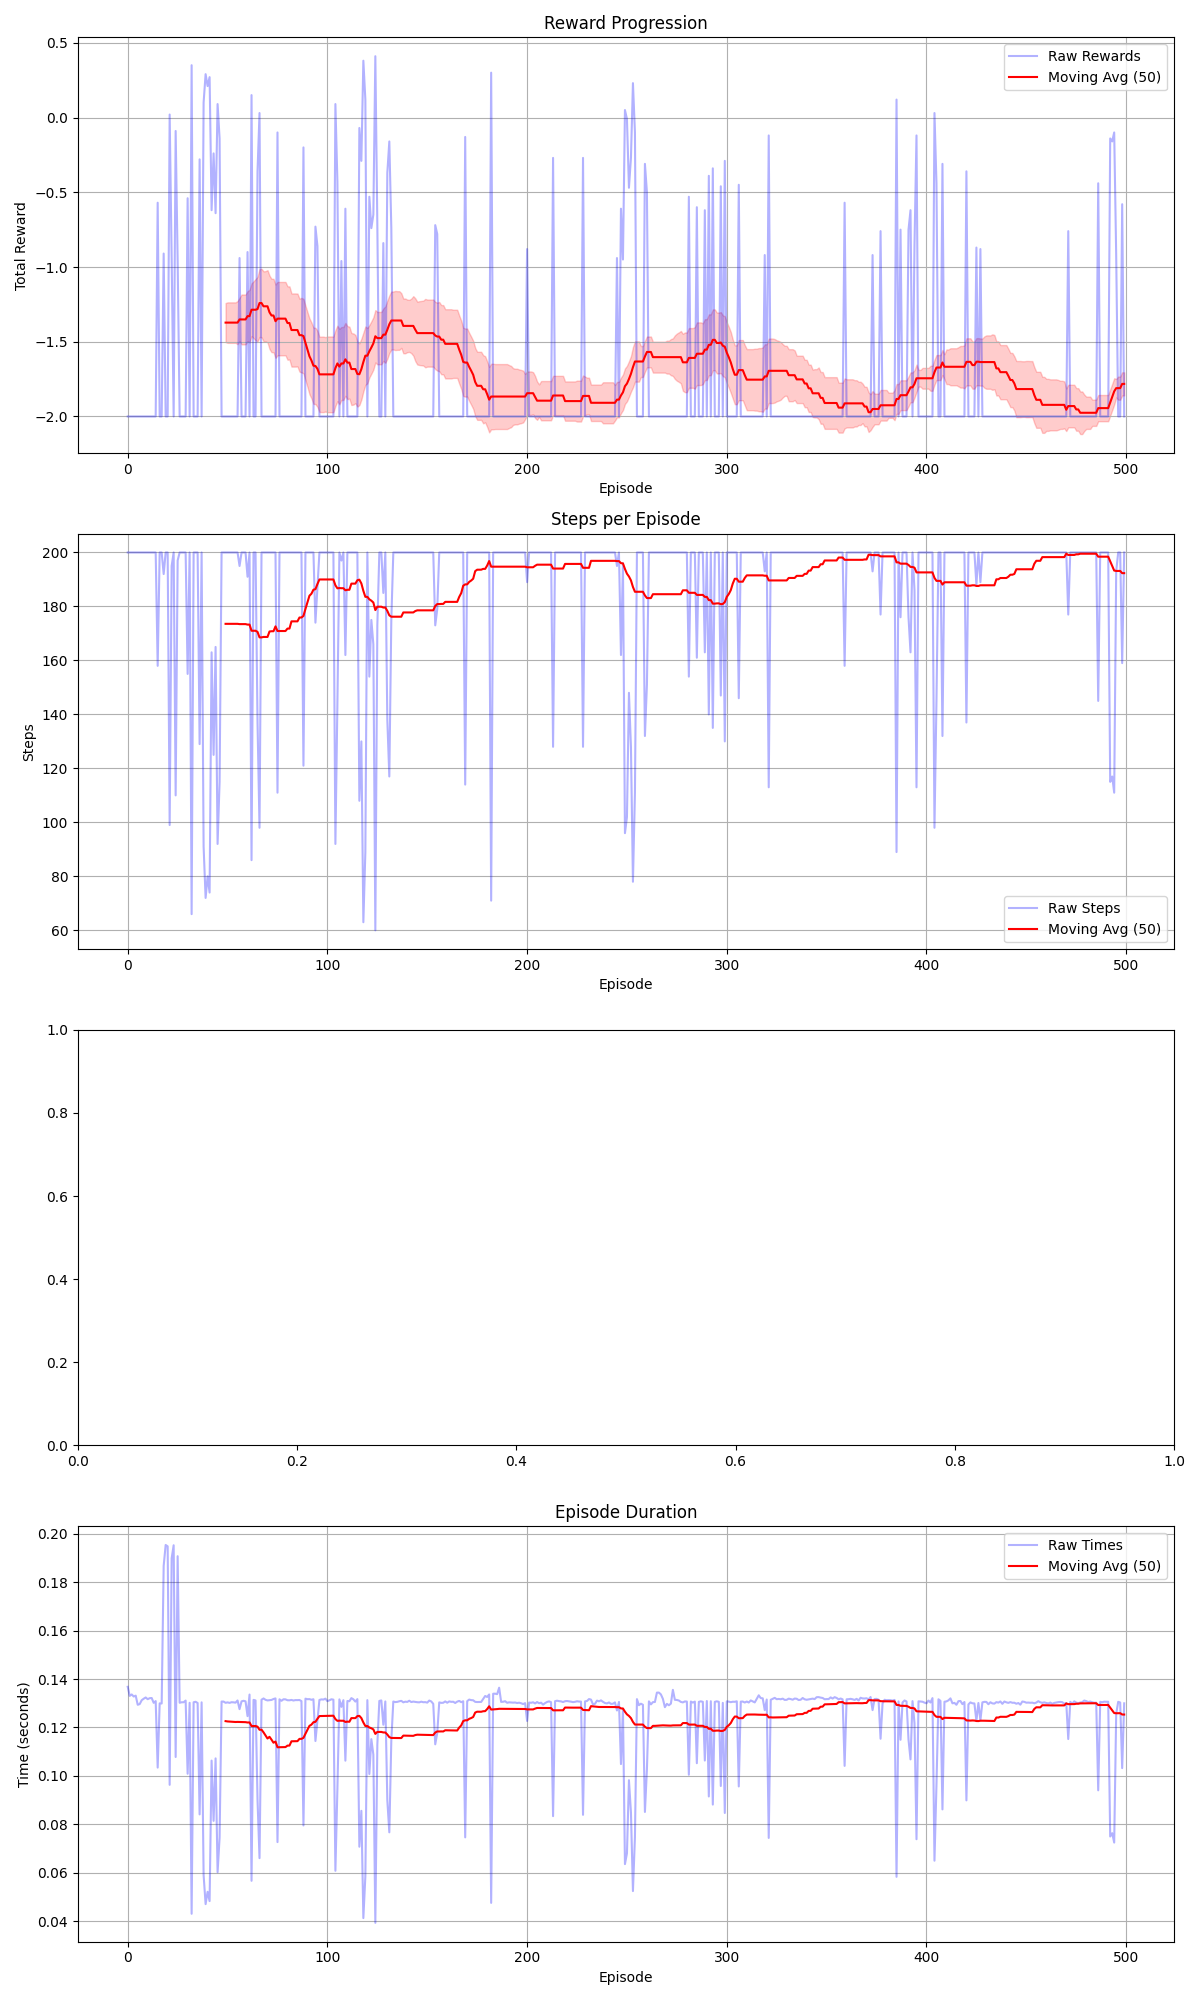 Reward Progression
0.5
0.0
−0.5
−1.0
−1.5
−2.0
Total Reward
Raw Rewards
Moving Avg (50)
0 100 200 300 400 500
Episode
Steps per Episode
200
180
160
140
120
100
80
60
Steps
Raw Steps
Moving Avg (50)
0 100 200 300 400 500
Episode
1.0
0.8
0.6
0.4
0.2
0.0
0.0 0.2 0.4 0.6 0.8 1.0
Episode Duration
0.20
0.18
0.16
0.14
0.12
0.10
0.08
0.06
0.04
Time (seconds)
Raw Times
Moving Avg (50)
0 100 200 300 400 500
Episode